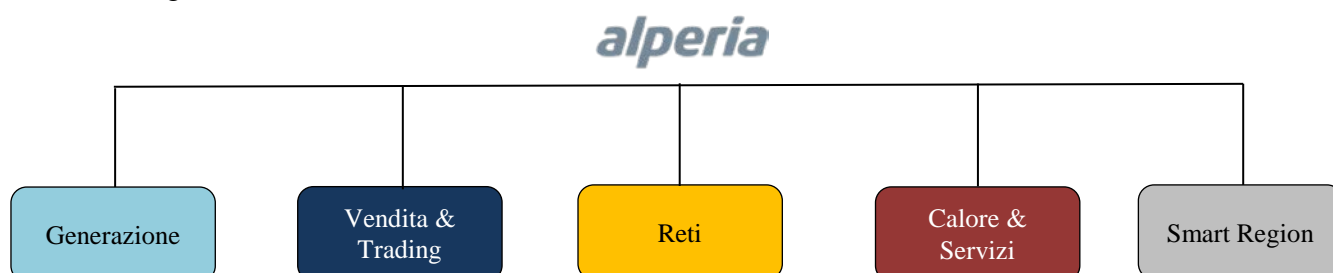 alperia
Generazione
Vendita &
Trading
Reti
Calore &
Servizi
Smart Region